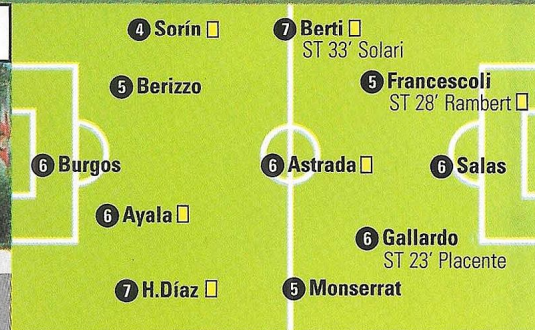 4 Sorín
7 Berti
ST 33' Solari
5 Berizzo
5 Francescoli
ST 28' Rambert
6 Burgos
6 Astrada
6 Salas
6 Ayala
6 Gallardo
ST 23' Placente
7 H.Díaz
5 Monserrat